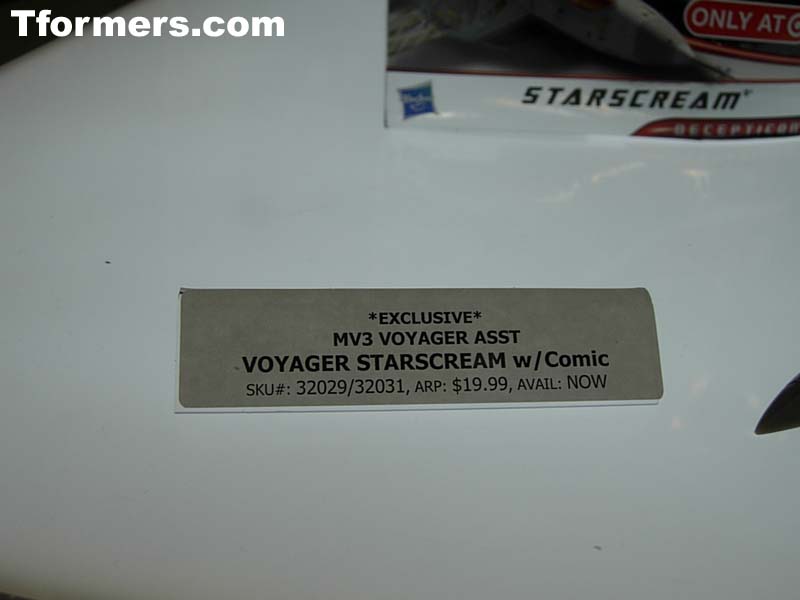 Tformers.com
ONLY AT
STARSCREAM
DECEPTICON
*EXCLUSIVE*
MV3 VOYAGER ASST
VOYAGER STARSCREAM w/Comic
SKU#: 32029/32031, ARP: $19.99, AVAIL: NOW